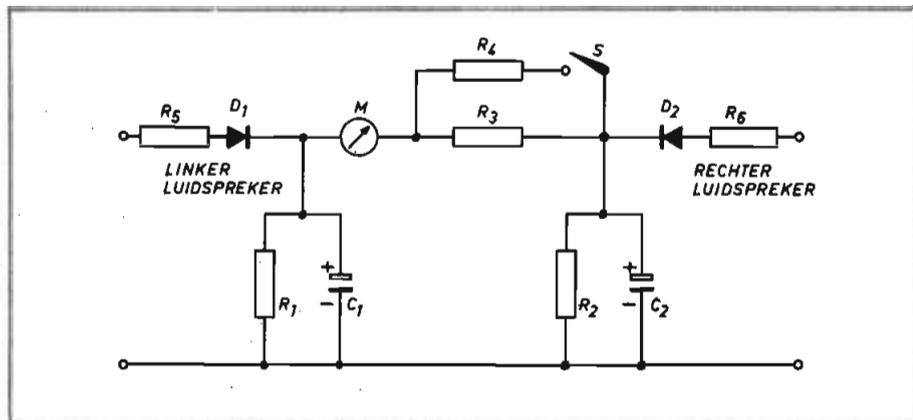 R4
S
R5
D1
M
R3
D2
R6
LINKER
LUIDSPREKER
RECHTER
LUIDSPREKER
R1
+
-
C1
R2
+
-
C2